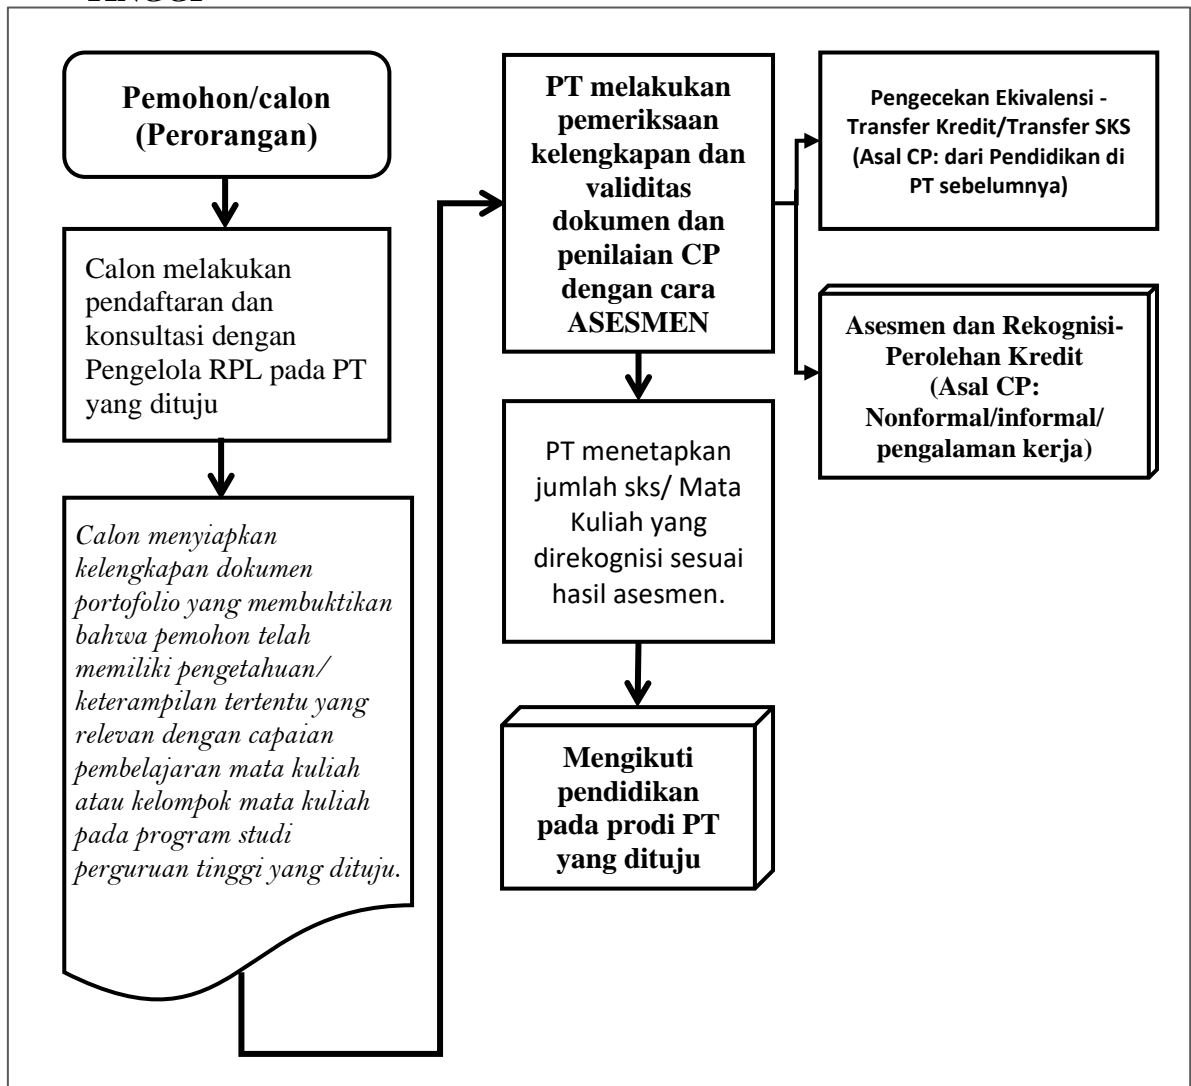 Pemohon/calon
(Perorangan)
Calon melakukan
pendaftaran dan
konsultasi dengan
Pengelola RPL pada PT
yang dituju
Calon menyiapkan
kelengkapan dokumen
portofolio yang membuktikan
bahwa pemohon telah
memiliki pengetahuan/
keterampilan tertentu yang
relevan dengan capaian
pembelajaran mata kuliah
atau kelompok mata kuliah
pada program studi
perguruan tinggi yang dituju.
PT melakukan
pemeriksaan
kelengkapan dan
validitas
dokumen dan
penilaian CP
dengan cara
ASESMEN
PT menetapkan
jumlah sks/ Mata
Kuliah yang
direkognisi sesuai
hasil asesmen.
Mengikuti
pendidikan
pada prodi PT
yang dituju
Pengecekan Ekivalensi -
Transfer Kredit/Transfer SKS
(Asal CP: dari Pendidikan di
PT sebelumnya)
Asesmen dan Rekognisi-
Perolehan Kredit
(Asal CP:
Nonformal/informal/
pengalaman kerja)